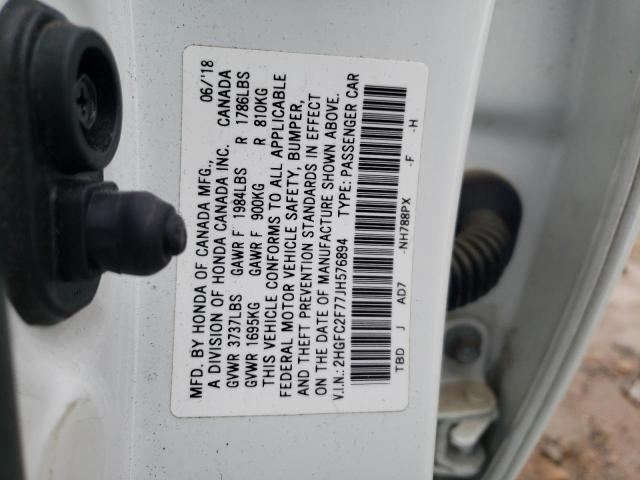 MFD. BY HONDA OF CANADA MFG., 06/'18
A DIVISION OF HONDA CANADA INC. CANADA
GVWR 3737LBS GAWR F 1984LBS R 1786LBS
GVWR 1695KG GAWR F 900KG R 810KG
THIS VEHICLE CONFORMS TO ALL APPLICABLE
FEDERAL MOTOR VEHICLE SAFETY, BUMPER,
AND THEFT PREVENTION STANDARDS IN EFFECT
ON THE DATE OF MANUFACTURE SHOWN ABOVE.
V.I.N.: 2HGFC2F77JH576894 TYPE: PASSENGER CAR
TBD J AD7 -NH788PX -F -H